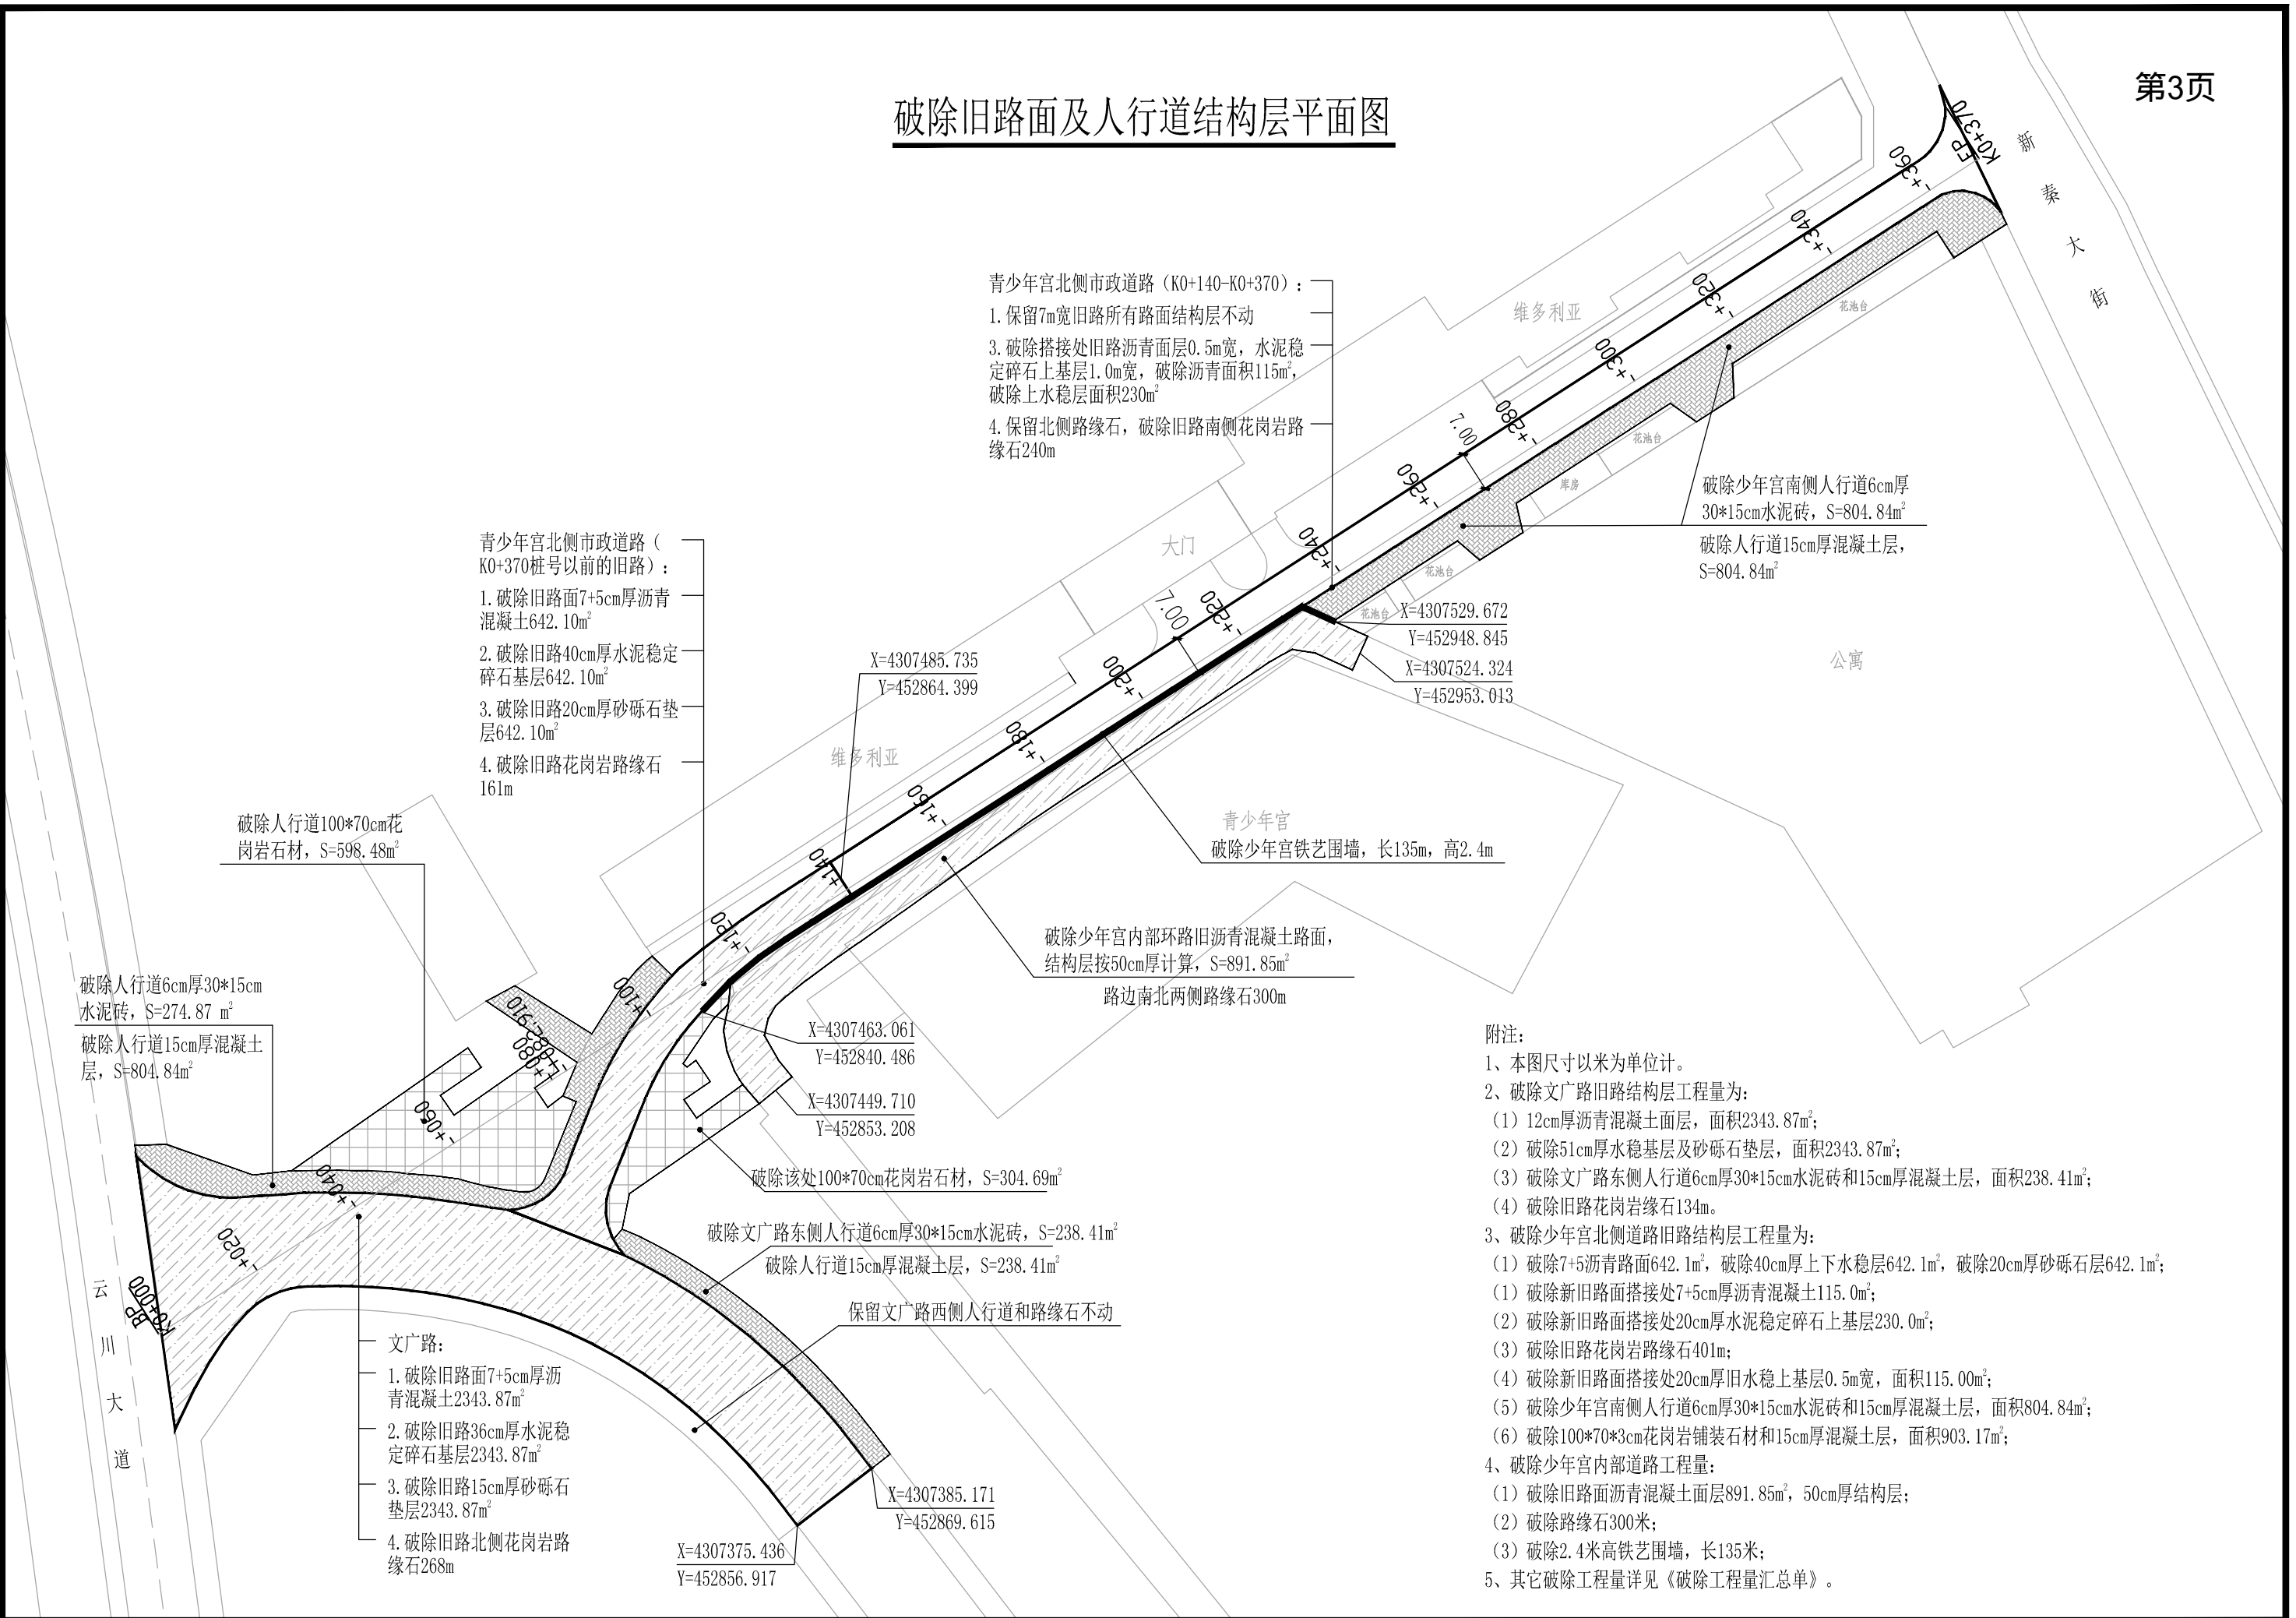 第3页
破除旧路面及人行道结构层平面图
K0+370
EP
新秦大街
+360
+340
+320
+300
+280
+260
+240
+220
+200
+180
+160
+140
+120
+100
+082.910
+080
+050
+040
+020
K0+000
BP
云川大道
7.00
7.00
维多利亚
维多利亚
大门
青少年宫
公寓
花池台
花池台
库房
花池台
花池台
青少年宫北侧市政道路（K0+140-K0+370）：
1.保留7m宽旧路所有路面结构层不动
3.破除搭接处旧路沥青面层0.5m宽，水泥稳
定碎石上基层1.0m宽，破除沥青面积115m²，
破除上水稳层面积230m²
4.保留北侧路缘石，破除旧路南侧花岗岩路
缘石240m
破除少年宫南侧人行道6cm厚
30*15cm水泥砖，S=804.84m²
破除人行道15cm厚混凝土层，
S=804.84m²
青少年宫北侧市政道路（
K0+370桩号以前的旧路）：
1.破除旧路面7+5cm厚沥青
混凝土642.10m²
2.破除旧路40cm厚水泥稳定
碎石基层642.10m²
3.破除旧路20cm厚砂砾石垫
层642.10m²
4.破除旧路花岗岩路缘石
161m
X=4307485.735
Y=452864.399
X=4307529.672
Y=452948.845
X=4307524.324
Y=452953.013
破除人行道100*70cm花
岗岩石材，S=598.48m²
破除少年宫铁艺围墙，长135m，高2.4m
破除少年宫内部环路旧沥青混凝土路面，
结构层按50cm厚计算，S=891.85m²
路边南北两侧路缘石300m
破除人行道6cm厚30*15cm
水泥砖，S=274.87 m²
破除人行道15cm厚混凝土
层，S=804.84m²
X=4307463.061
Y=452840.486
X=4307449.710
Y=452853.208
破除该处100*70cm花岗岩石材，S=304.69m²
破除文广路东侧人行道6cm厚30*15cm水泥砖，S=238.41m²
破除人行道15cm厚混凝土层，S=238.41m²
保留文广路西侧人行道和路缘石不动
文广路：
1.破除旧路面7+5cm厚沥
青混凝土2343.87m²
2.破除旧路36cm厚水泥稳
定碎石基层2343.87m²
3.破除旧路15cm厚砂砾石
垫层2343.87m²
4.破除旧路北侧花岗岩路
缘石268m
X=4307385.171
Y=452869.615
X=4307375.436
Y=452856.917
附注：
1、本图尺寸以米为单位计。
2、破除文广路旧路结构层工程量为：
（1）12cm厚沥青混凝土面层，面积2343.87m²；
（2）破除51cm厚水稳基层及砂砾石垫层，面积2343.87m²；
（3）破除文广路东侧人行道6cm厚30*15cm水泥砖和15cm厚混凝土层，面积238.41m²；
（4）破除旧路花岗岩缘石134m。
3、破除少年宫北侧道路旧路结构层工程量为：
（1）破除7+5沥青路面642.1m²，破除40cm厚上下水稳层642.1m²，破除20cm厚砂砾石层642.1m²；
（1）破除新旧路面搭接处7+5cm厚沥青混凝土115.0m²；
（2）破除新旧路面搭接处20cm厚水泥稳定碎石上基层230.0m²；
（3）破除旧路花岗岩路缘石401m；
（4）破除新旧路面搭接处20cm厚旧水稳上基层0.5m宽，面积115.00m²；
（5）破除少年宫南侧人行道6cm厚30*15cm水泥砖和15cm厚混凝土层，面积804.84m²；
（6）破除100*70*3cm花岗岩铺装石材和15cm厚混凝土层，面积903.17m²；
4、破除少年宫内部道路工程量：
（1）破除旧路面沥青混凝土面层891.85m²，50cm厚结构层；
（2）破除路缘石300米；
（3）破除2.4米高铁艺围墙，长135米；
5、其它破除工程量详见《破除工程量汇总单》。